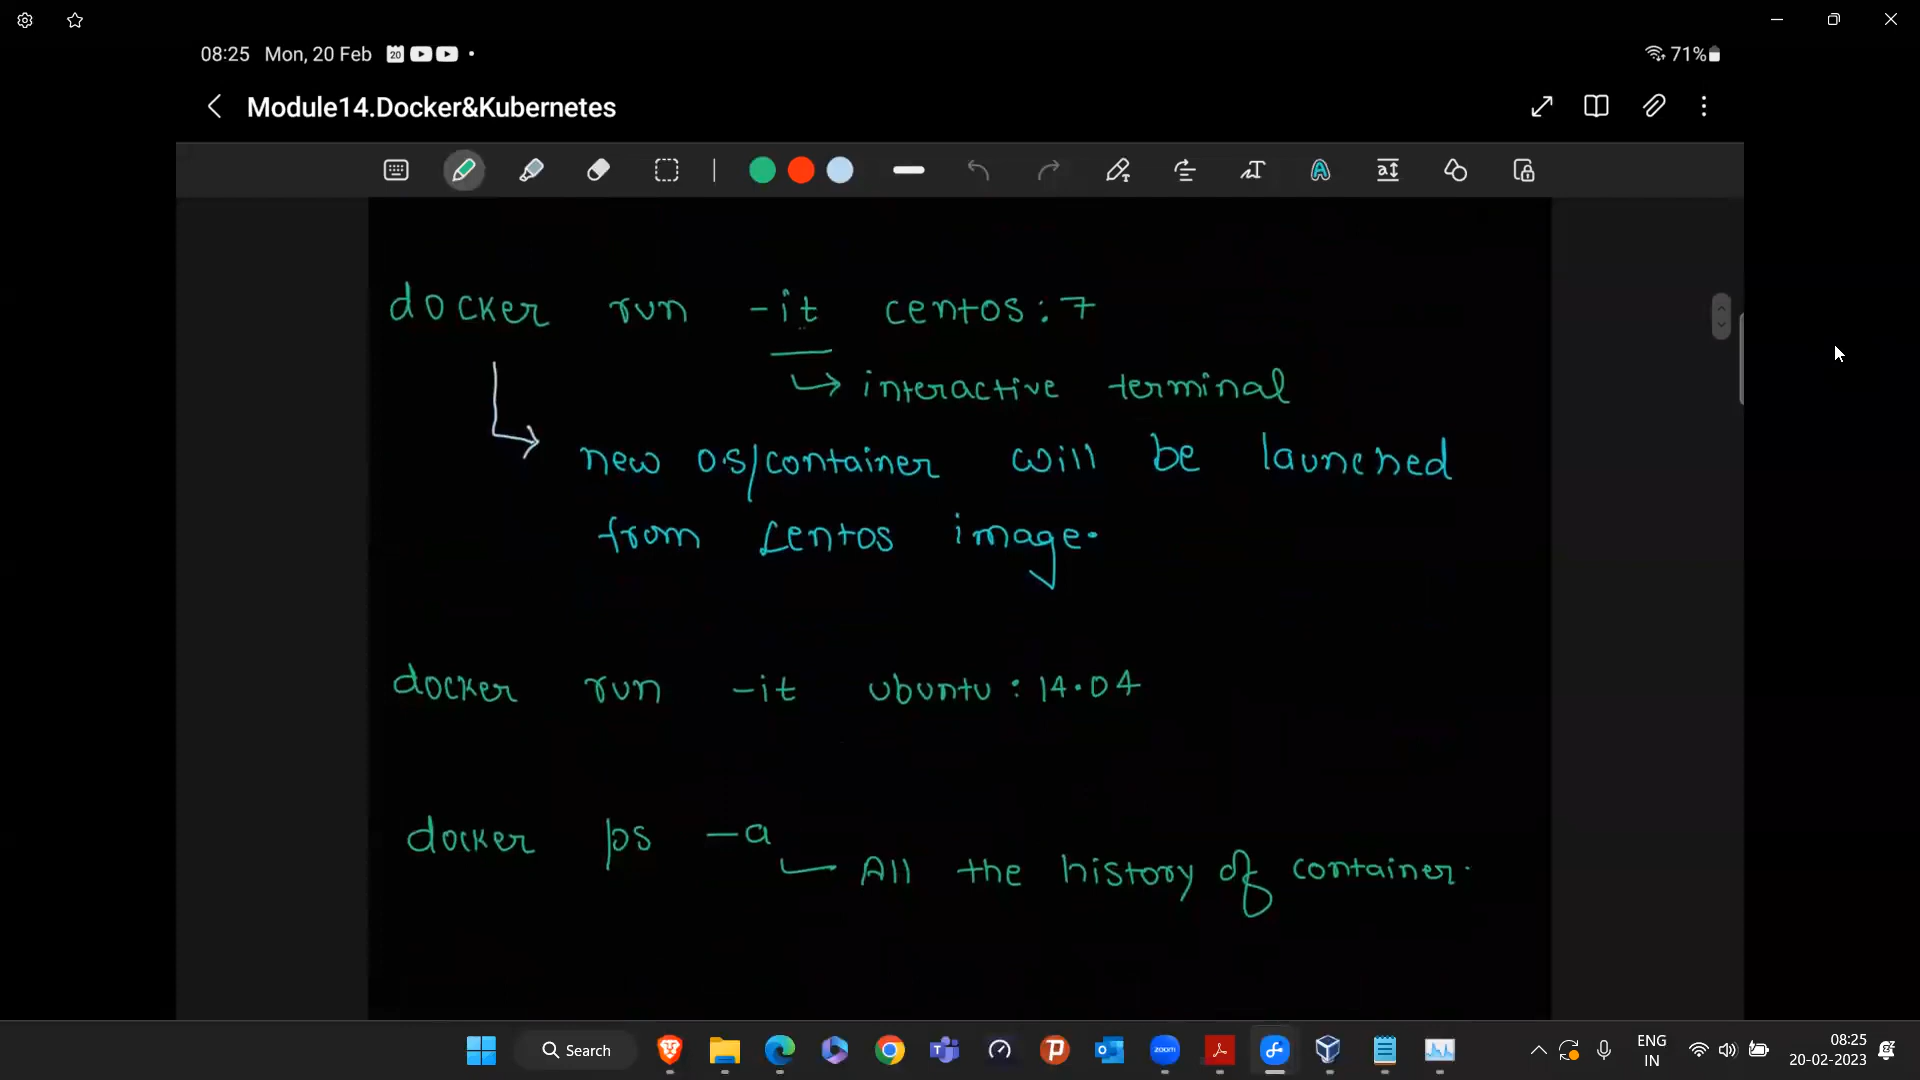 08:25 Mon, 20 Feb 20
71%
Module14.Docker&Kubernetes
docker run -it centos:7
interactive terminal
new os/container will be launched
from Centos image.
docker run -it ubuntu:14.04
docker ps -a
All the history of container.
Search
zoom
ENG
IN
08:25
20-02-2023